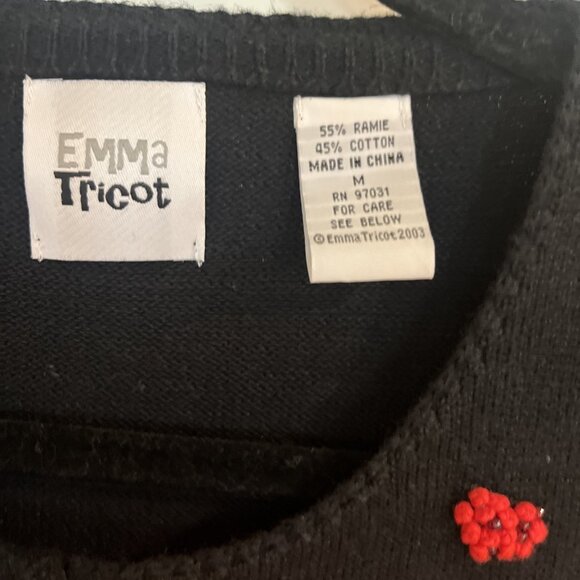 EMMa
Tricot
55% RAMIE
45% COTTON
MADE IN CHINA
M
RN 97031
FOR CARE
SEE BELOW
©EmmaTricot2003